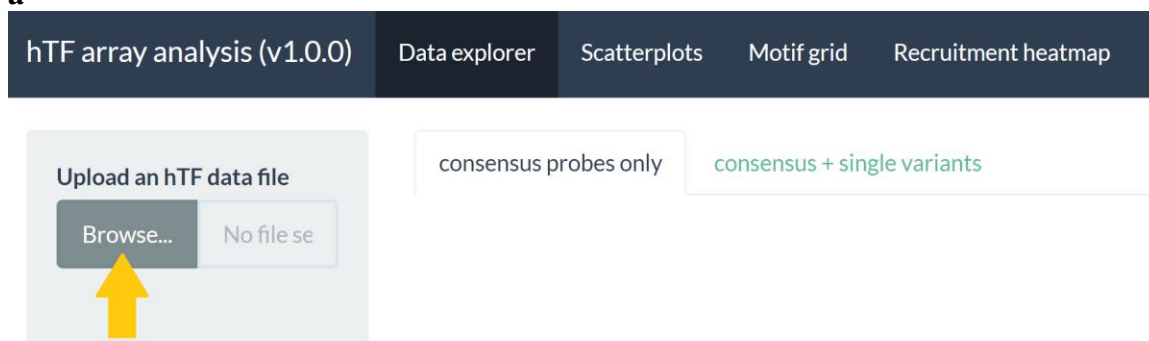 a
hTF array analysis (v1.0.0) Data explorer Scatterplots Motif grid Recruitment heatmap
Upload an hTF data file
consensus probes only consensus + single variants
Browse... No file se